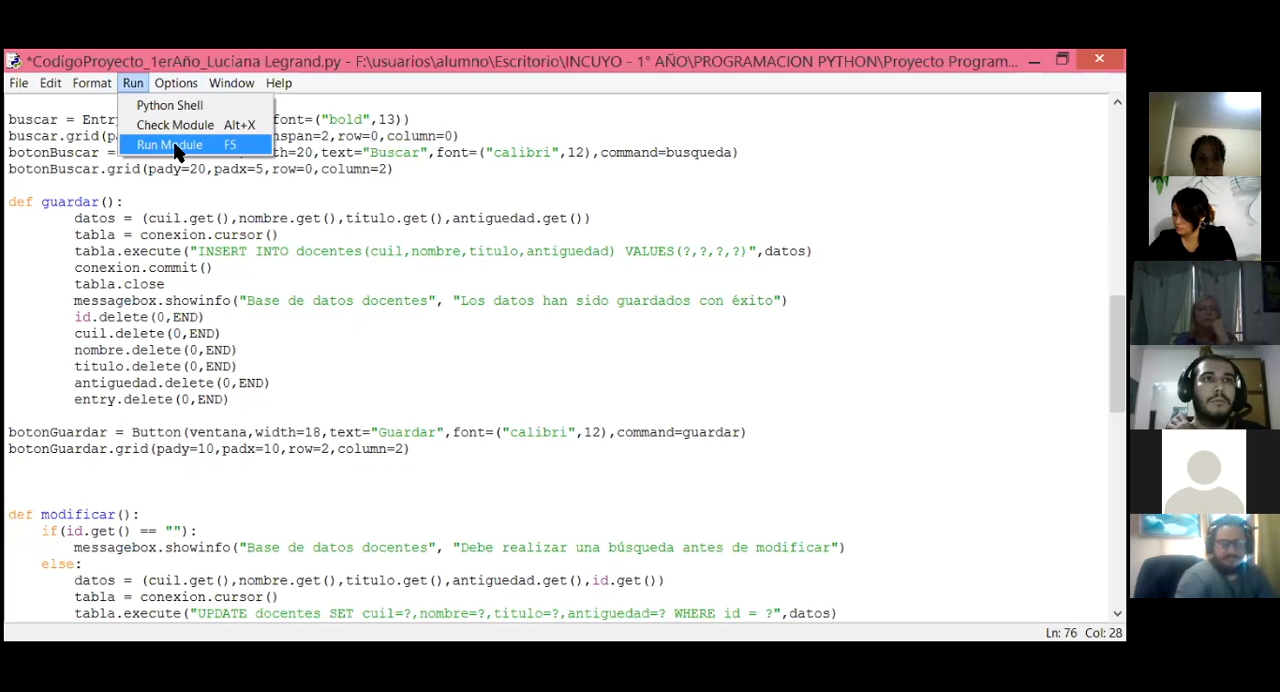 *CodigoProyecto_1erAño_Luciana Legrand.py - F:\usuarios\alumno\Escritorio\INCUYO - 1° AÑO\PROGRAMACION PYTHON\Proyecto Program...
File Edit Format Run Options Window Help
Python Shell
Check Module Alt+X
Run Module F5
buscar = Entry font=("bold",13))
buscar.grid(p nspan=2,row=0,column=0)
botonBuscar = th=20,text="Buscar",font=("calibri",12),command=busqueda)
botonBuscar.grid(pady=20,padx=5,row=0,column=2)
def guardar():
datos = (cuil.get(),nombre.get(),titulo.get(),antiguedad.get())
tabla = conexion.cursor()
tabla.execute("INSERT INTO docentes(cuil,nombre,titulo,antiguedad) VALUES(?,?,?,?)",datos)
conexion.commit()
tabla.close
messagebox.showinfo("Base de datos docentes", "Los datos han sido guardados con éxito")
id.delete(0,END)
cuil.delete(0,END)
nombre.delete(0,END)
titulo.delete(0,END)
antiguedad.delete(0,END)
entry.delete(0,END)
botonGuardar = Button(ventana,width=18,text="Guardar",font=("calibri",12),command=guardar)
botonGuardar.grid(pady=10,padx=10,row=2,column=2)
def modificar():
if(id.get() == ""):
messagebox.showinfo("Base de datos docentes", "Debe realizar una búsqueda antes de modificar")
else:
datos = (cuil.get(),nombre.get(),titulo.get(),antiguedad.get(),id.get())
tabla = conexion.cursor()
tabla.execute("UPDATE docentes SET cuil=?,nombre=?,titulo=?,antiguedad=? WHERE id = ?",datos)
Ln: 76 Col: 28